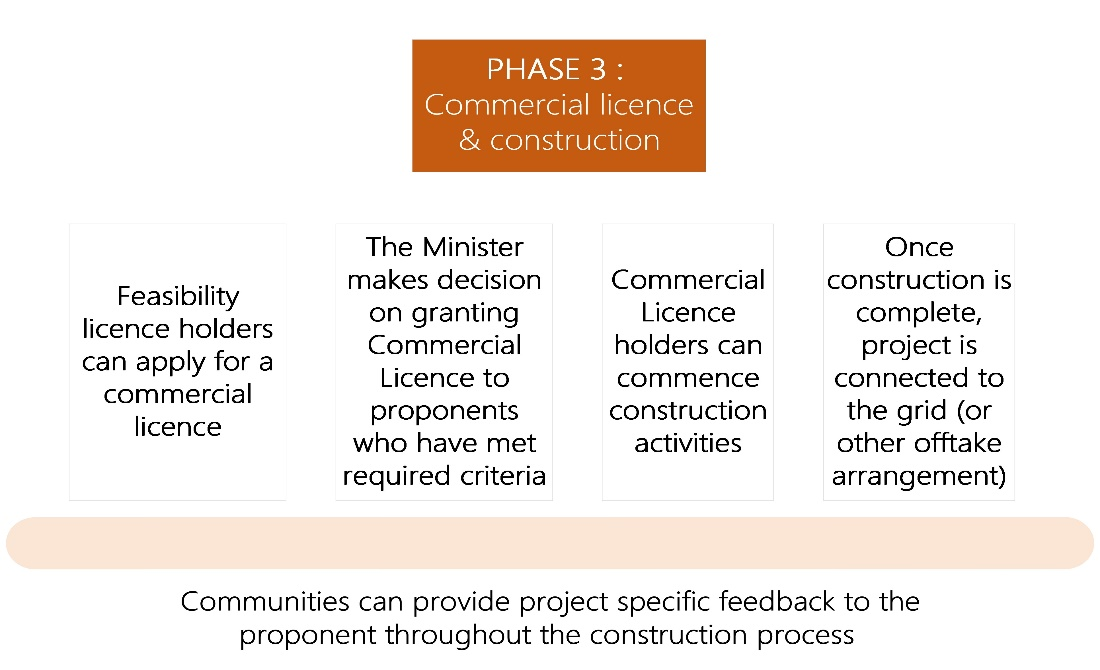 PHASE 3 :
Commercial licence
& construction
Feasibility
licence holders
can apply for a
commercial
licence
The Minister
makes decision
on granting
Commercial
Licence to
proponents
who have met
required criteria
Commercial
Licence
holders can
commence
construction
activities
Once
construction is
complete,
project is
connected to
the grid (or
other offtake
arrangement)
Communities can provide project specific feedback to the
proponent throughout the construction process